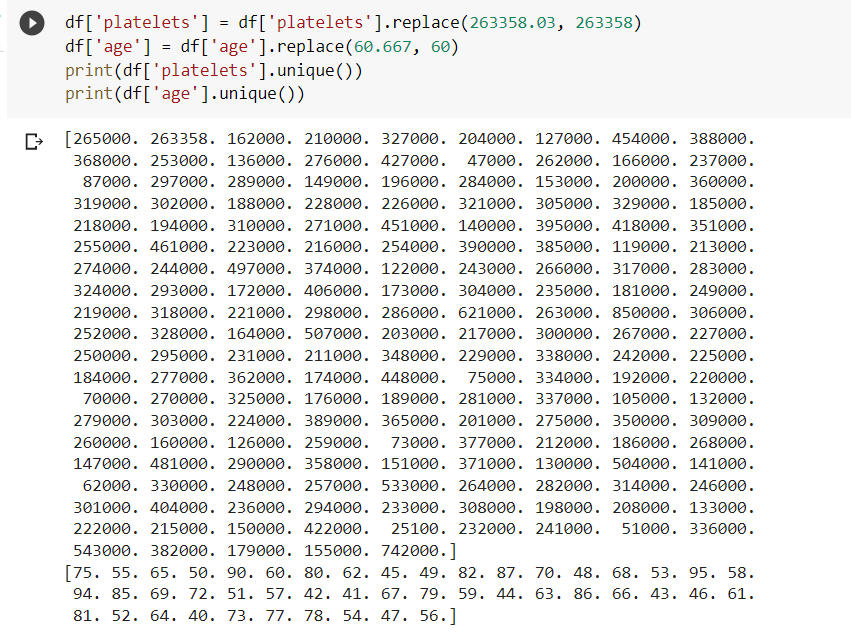 df['platelets'] = df['platelets'].replace(263358.03, 263358)
df['age'] = df['age'].replace(60.667, 60)
print(df['platelets'].unique())
print(df['age'].unique())
[265000. 263358. 162000. 210000. 327000. 204000. 127000. 454000. 388000.
368000. 253000. 136000. 276000. 427000.  47000. 262000. 166000. 237000.
87000. 297000. 289000. 149000. 196000. 284000. 153000. 200000. 360000.
319000. 302000. 188000. 228000. 226000. 321000. 305000. 329000. 185000.
218000. 194000. 310000. 271000. 451000. 140000. 395000. 418000. 351000.
255000. 461000. 223000. 216000. 254000. 390000. 385000. 119000. 213000.
274000. 244000. 497000. 374000. 122000. 243000. 266000. 317000. 283000.
324000. 293000. 172000. 406000. 173000. 304000. 235000. 181000. 249000.
219000. 318000. 221000. 298000. 286000. 621000. 263000. 850000. 306000.
252000. 328000. 164000. 507000. 203000. 217000. 300000. 267000. 227000.
250000. 295000. 231000. 211000. 348000. 229000. 338000. 242000. 225000.
184000. 277000. 362000. 174000. 448000.  75000. 334000. 192000. 220000.
70000. 270000. 325000. 176000. 189000. 281000. 337000. 105000. 132000.
279000. 303000. 224000. 389000. 365000. 201000. 275000. 350000. 309000.
260000. 160000. 126000. 259000.  73000. 377000. 212000. 186000. 268000.
147000. 481000. 290000. 358000. 151000. 371000. 130000. 504000. 141000.
62000. 330000. 248000. 257000. 533000. 264000. 282000. 314000. 246000.
301000. 404000. 236000. 294000. 233000. 308000. 198000. 208000. 133000.
222000. 215000. 150000. 422000.  25100. 232000. 241000.  51000. 336000.
543000. 382000. 179000. 155000. 742000.]
[75. 55. 65. 50. 90. 60. 80. 62. 45. 49. 82. 87. 70. 48. 68. 53. 95. 58.
94. 85. 69. 72. 51. 57. 42. 41. 67. 79. 59. 44. 63. 86. 66. 43. 46. 61.
81. 52. 64. 40. 73. 77. 78. 54. 47. 56.]